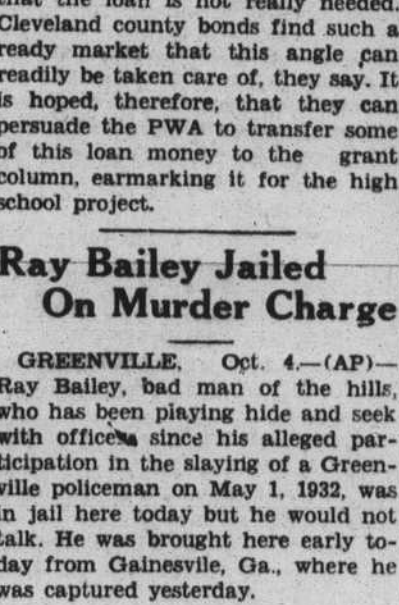 that the loan is not really needed.
Cleveland county bonds find such a
ready market that this angle can
readily be taken care of, they say. It
is hoped, therefore, that they can
persuade the PWA to transfer some
of this loan money to the grant
column, earmarking it for the high
school project.
Ray Bailey Jailed
On Murder Charge
GREENVILLE, Oct. 4.—(AP)—
Ray Bailey, bad man of the hills,
who has been playing hide and seek
with officers since his alleged par-
ticipation in the slaying of a Green-
ville policeman on May 1, 1932, was
in jail here today but he would not
talk. He was brought here early to-
day from Gainesvile, Ga., where he
was captured yesterday.